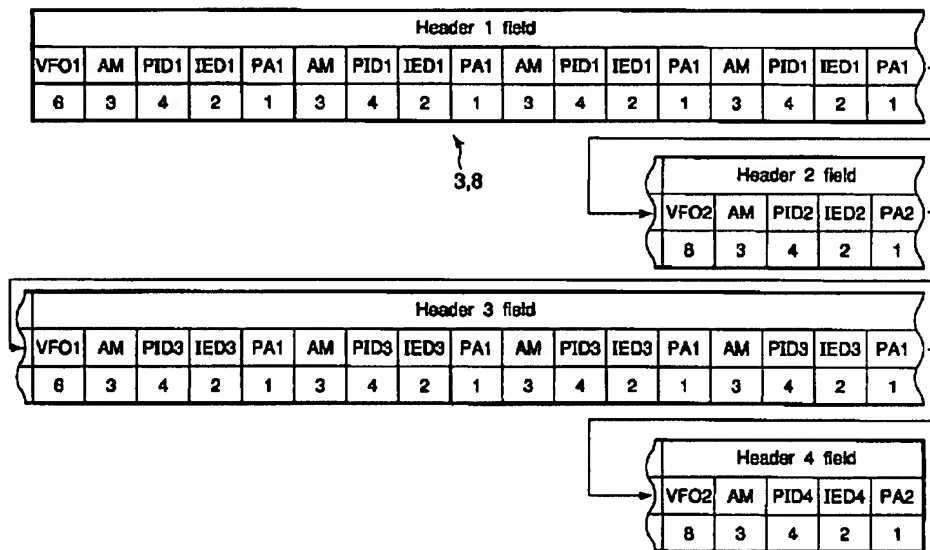 Header 1 field
VFO1 AM PID1 IED1 PA1 AM PID1 IED1 PA1 AM PID1 IED1 PA1 AM PID1 IED1 PA1
6 3 4 2 1 3 4 2 1 3 4 2 1 3 4 2 1
3,8
Header 2 field
VFO2 AM PID2 IED2 PA2
8 3 4 2 1
Header 3 field
VFO1 AM PID3 IED3 PA1 AM PID3 IED3 PA1 AM PID3 IED3 PA1 AM PID3 IED3 PA1
6 3 4 2 1 3 4 2 1 3 4 2 1 3 4 2 1
Header 4 field
VFO2 AM PID4 IED4 PA2
8 3 4 2 1